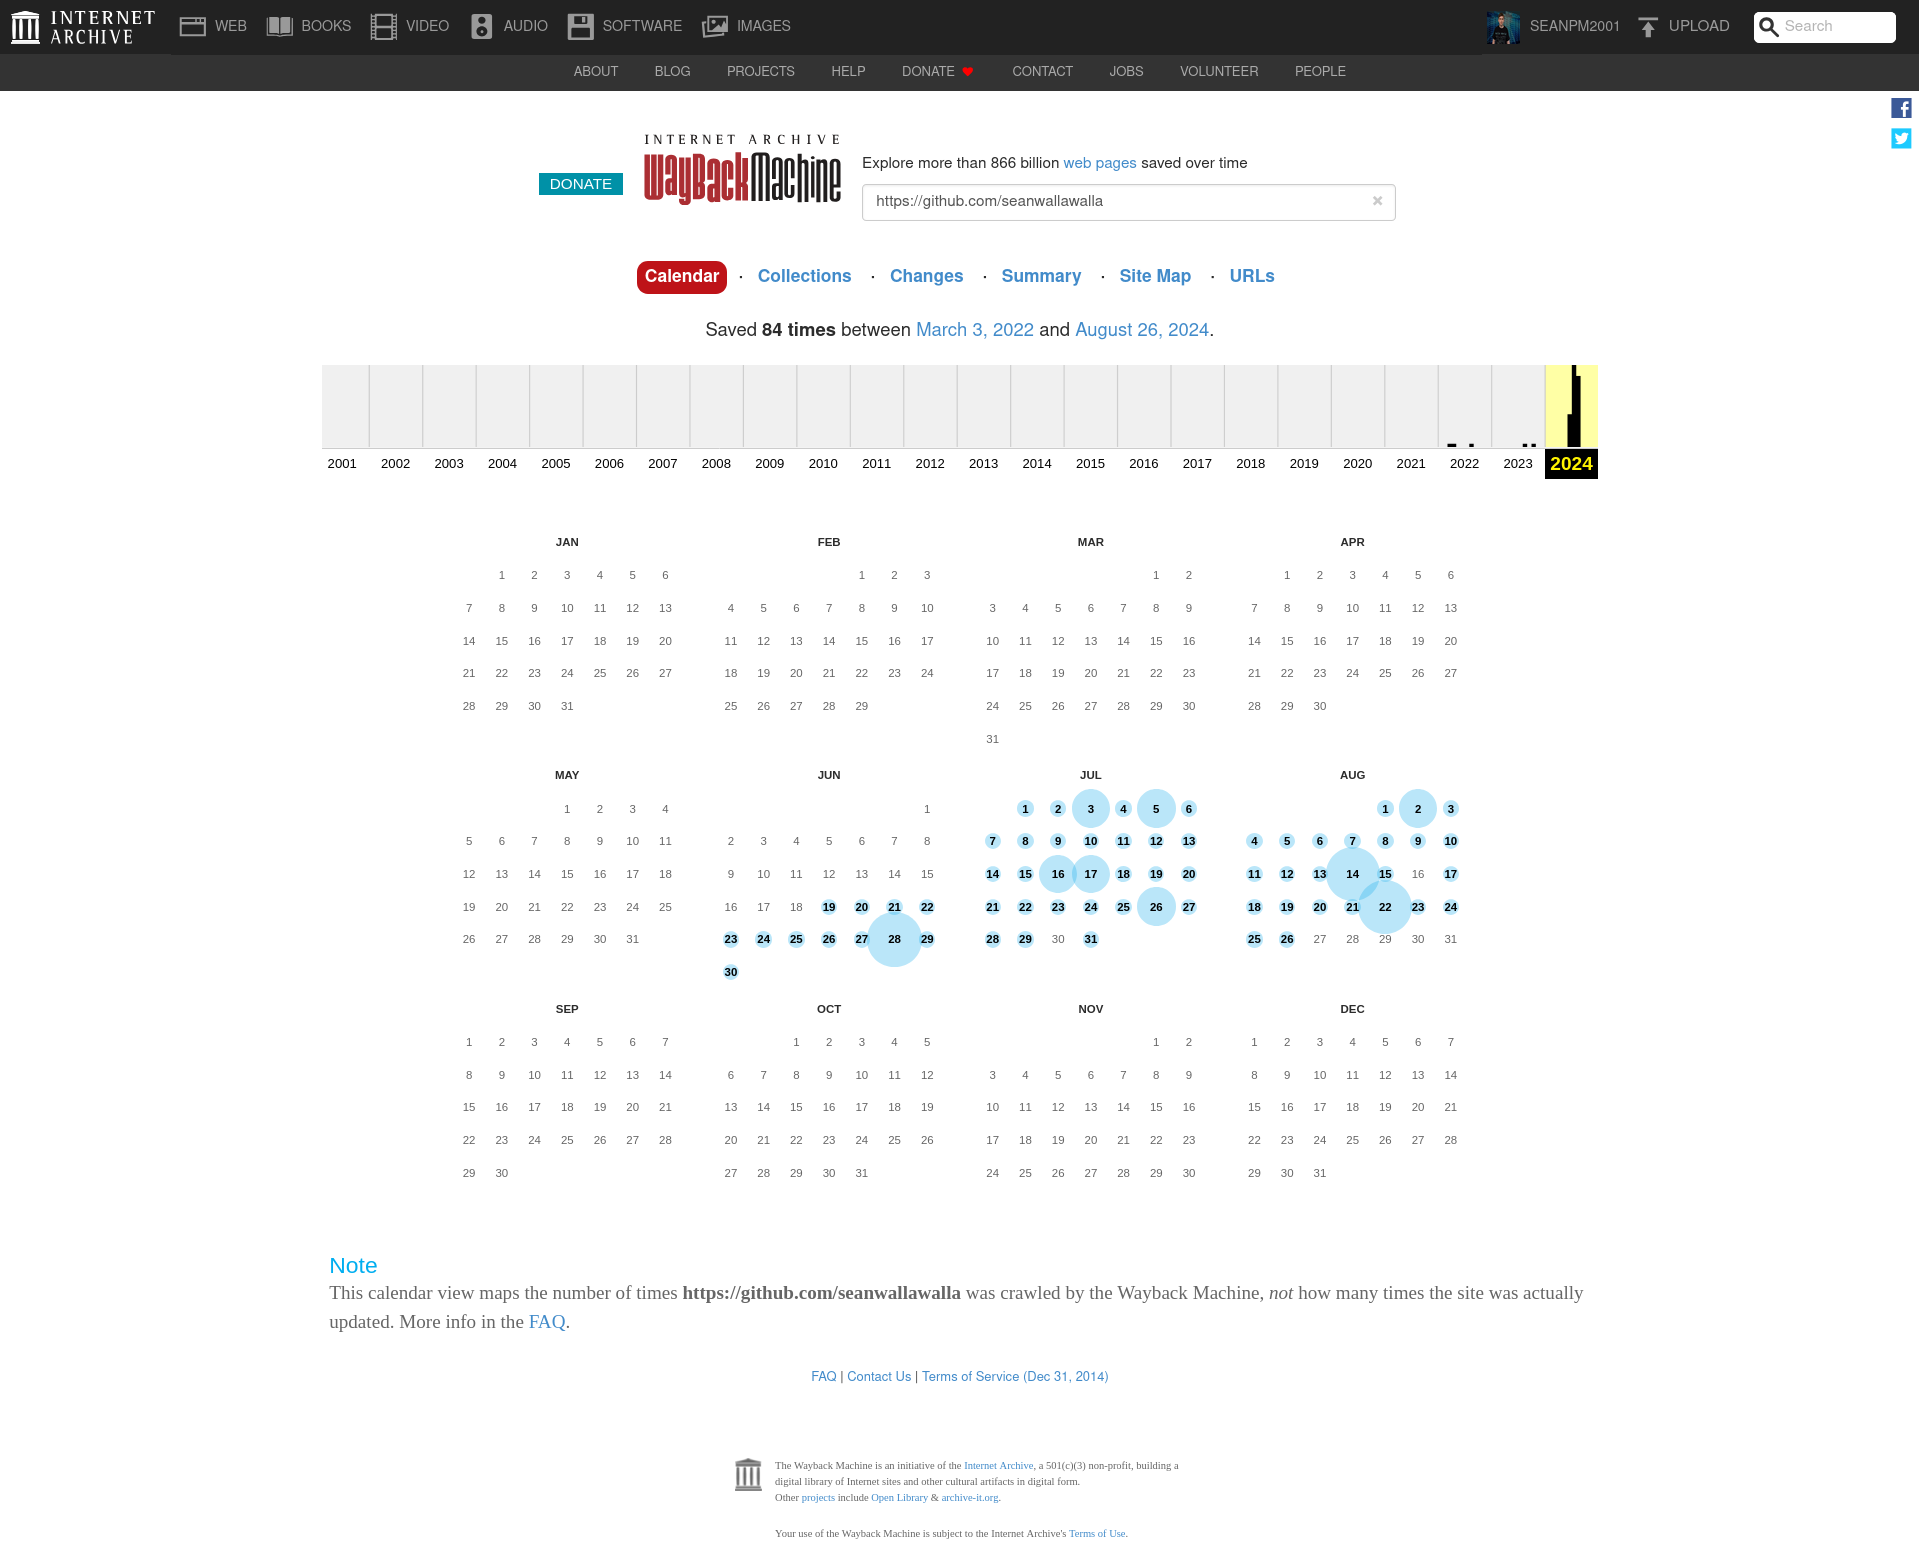 INTERNET ARCHIVE
WEB BOOKS VIDEO AUDIO SOFTWARE IMAGES SEANPM2001 UPLOAD Search
ABOUT BLOG PROJECTS HELP DONATE CONTACT JOBS VOLUNTEER PEOPLE
INTERNET ARCHIVE
WayBackMachine
DONATE
Explore more than 866 billion web pages saved over time
https://github.com/seanwallawalla ×
Calendar · Collections · Changes · Summary · Site Map · URLs
Saved 84 times between March 3, 2022 and August 26, 2024.
2001 2002 2003 2004 2005 2006 2007 2008 2009 2010 2011 2012 2013 2014 2015 2016 2017 2018 2019 2020 2021 2022 2023 2024
JAN
1 2 3 4 5 6
7 8 9 10 11 12 13
14 15 16 17 18 19 20
21 22 23 24 25 26 27
28 29 30 31
FEB
1 2 3
4 5 6 7 8 9 10
11 12 13 14 15 16 17
18 19 20 21 22 23 24
25 26 27 28 29
MAR
1 2
3 4 5 6 7 8 9
10 11 12 13 14 15 16
17 18 19 20 21 22 23
24 25 26 27 28 29 30
31
APR
1 2 3 4 5 6
7 8 9 10 11 12 13
14 15 16 17 18 19 20
21 22 23 24 25 26 27
28 29 30
MAY
1 2 3 4
5 6 7 8 9 10 11
12 13 14 15 16 17 18
19 20 21 22 23 24 25
26 27 28 29 30 31
JUN
1
2 3 4 5 6 7 8
9 10 11 12 13 14 15
16 17 18 19 20 21 22
23 24 25 26 27 28 29
30
JUL
1 2 3 4 5 6
7 8 9 10 11 12 13
14 15 16 17 18 19 20
21 22 23 24 25 26 27
28 29 30 31
AUG
1 2 3
4 5 6 7 8 9 10
11 12 13 14 15 16 17
18 19 20 21 22 23 24
25 26 27 28 29 30 31
SEP
1 2 3 4 5 6 7
8 9 10 11 12 13 14
15 16 17 18 19 20 21
22 23 24 25 26 27 28
29 30
OCT
1 2 3 4 5
6 7 8 9 10 11 12
13 14 15 16 17 18 19
20 21 22 23 24 25 26
27 28 29 30 31
NOV
1 2
3 4 5 6 7 8 9
10 11 12 13 14 15 16
17 18 19 20 21 22 23
24 25 26 27 28 29 30
DEC
1 2 3 4 5 6 7
8 9 10 11 12 13 14
15 16 17 18 19 20 21
22 23 24 25 26 27 28
29 30 31
Note
This calendar view maps the number of times https://github.com/seanwallawalla was crawled by the Wayback Machine, not how many times the site was actually
updated. More info in the FAQ.
FAQ | Contact Us | Terms of Service (Dec 31, 2014)
The Wayback Machine is an initiative of the Internet Archive, a 501(c)(3) non-profit, building a
digital library of Internet sites and other cultural artifacts in digital form.
Other projects include Open Library & archive-it.org.
Your use of the Wayback Machine is subject to the Internet Archive's Terms of Use.